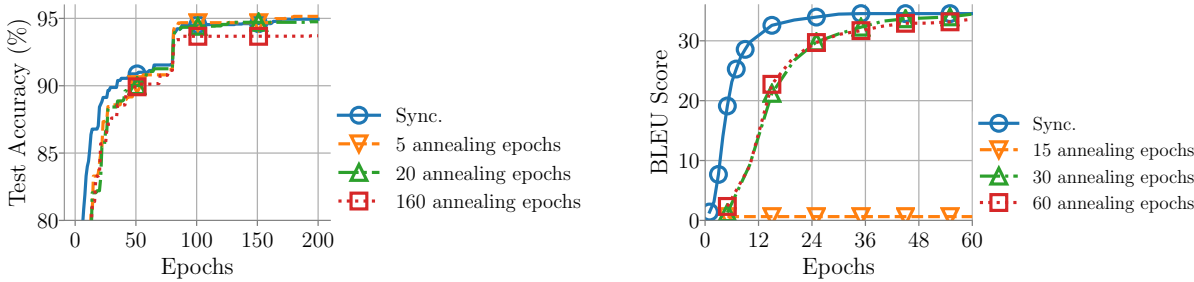 Test Accuracy (%)
95
90
85
80
0 50 100 150 200
Epochs
Sync.
5 annealing epochs
20 annealing epochs
160 annealing epochs
BLEU Score
30
20
10
0
0 12 24 36 48 60
Epochs
Sync.
15 annealing epochs
30 annealing epochs
60 annealing epochs